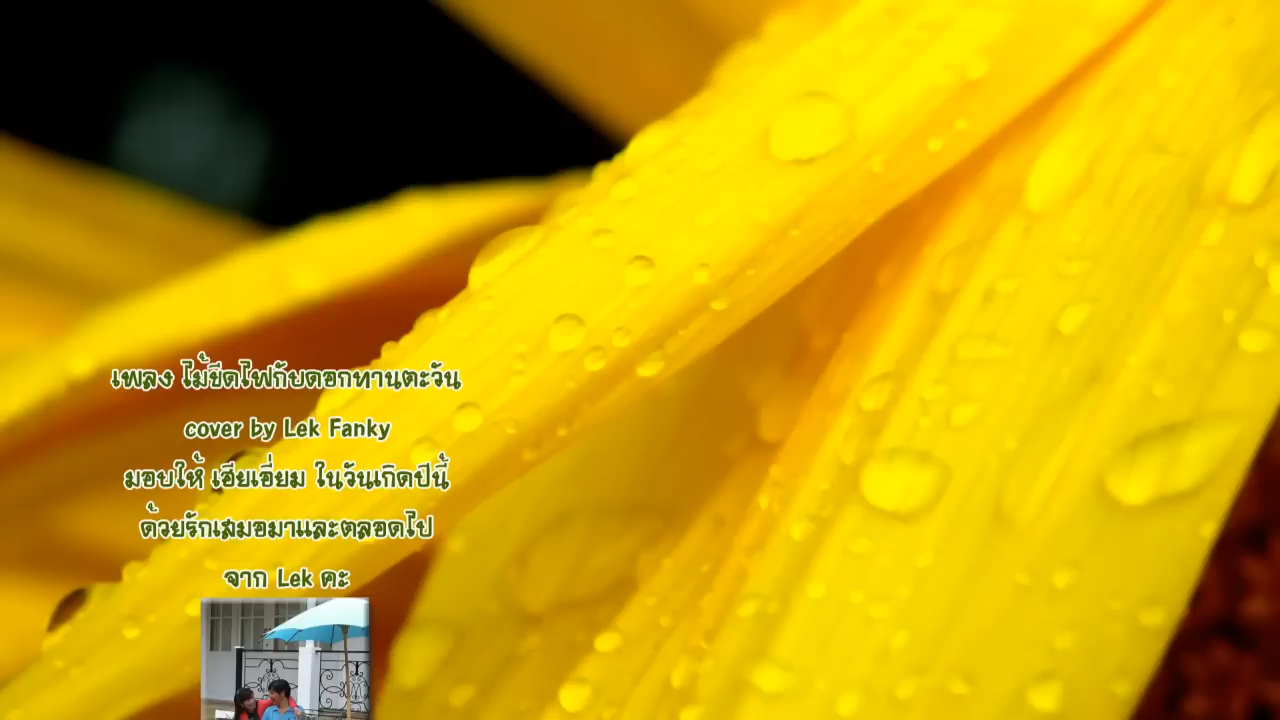 เพลง ไม้ขีดไฟกับดอกทานตะวัน
cover by Lek Fanky
มอบให้ เฮียเอี่ยม ในวันเกิดปีนี้
ด้วยรักเสมอมาและตลอดไป
จาก Lek คะ